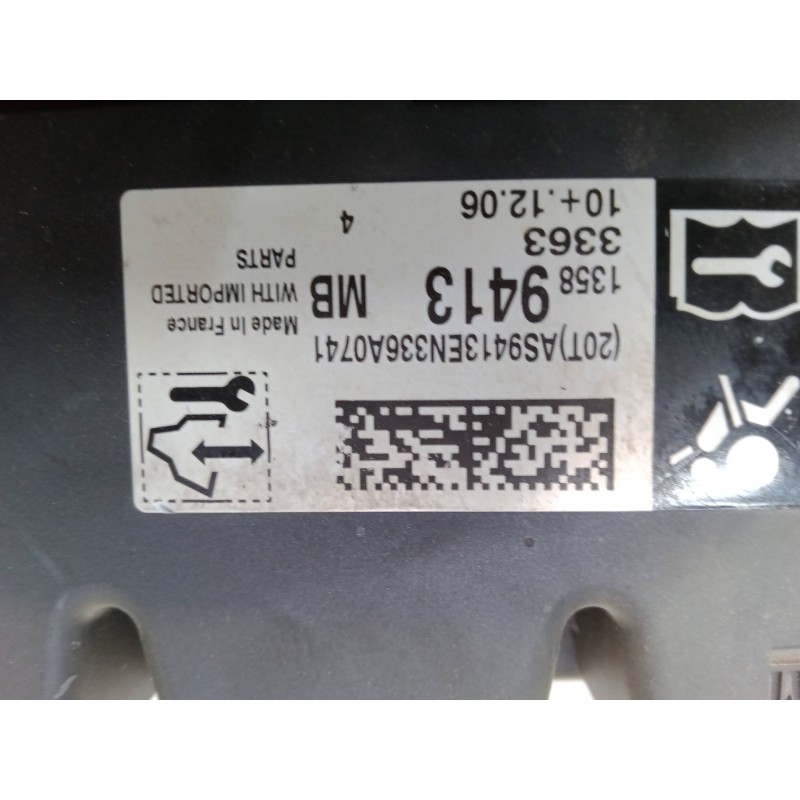 (20T)AS9413EN336A0741
1358 9413 MB
3363
10+.12.06
4
Made In France
WITH IMPORTED
PARTS